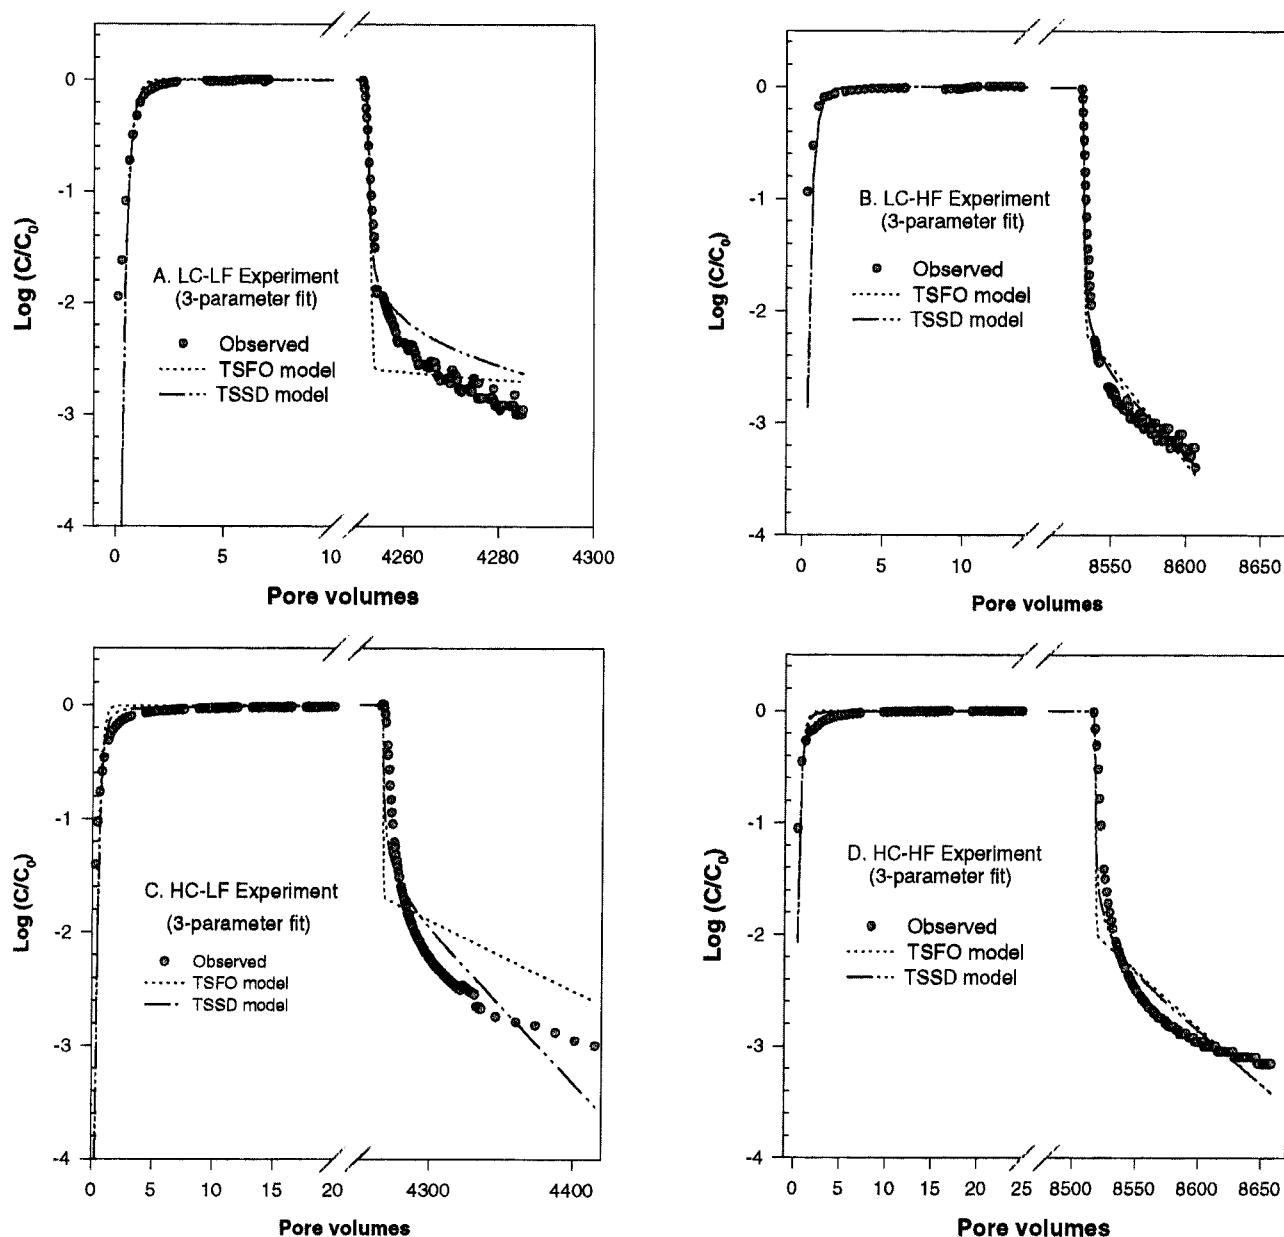 0
-1
-2
-3
-4
Log (C/C0)
A. LC-LF Experiment
(3-parameter fit)
Observed
TSFO model
TSSD model
0 5 10 4260 4280 4300
Pore volumes
0
-1
-2
-3
-4
Log (C/C0)
B. LC-HF Experiment
(3-parameter fit)
Observed
TSFO model
TSSD model
0 5 10 8550 8600 8650
Pore volumes
0
-1
-2
-3
-4
Log (C/C0)
C. HC-LF Experiment
(3-parameter fit)
Observed
TSFO model
TSSD model
0 5 10 15 20 4300 4400
Pore volumes
0
-1
-2
-3
-4
Log (C/C0)
D. HC-HF Experiment
(3-parameter fit)
Observed
TSFO model
TSSD model
0 5 10 15 20 25 8500 8550 8600 8650
Pore volumes